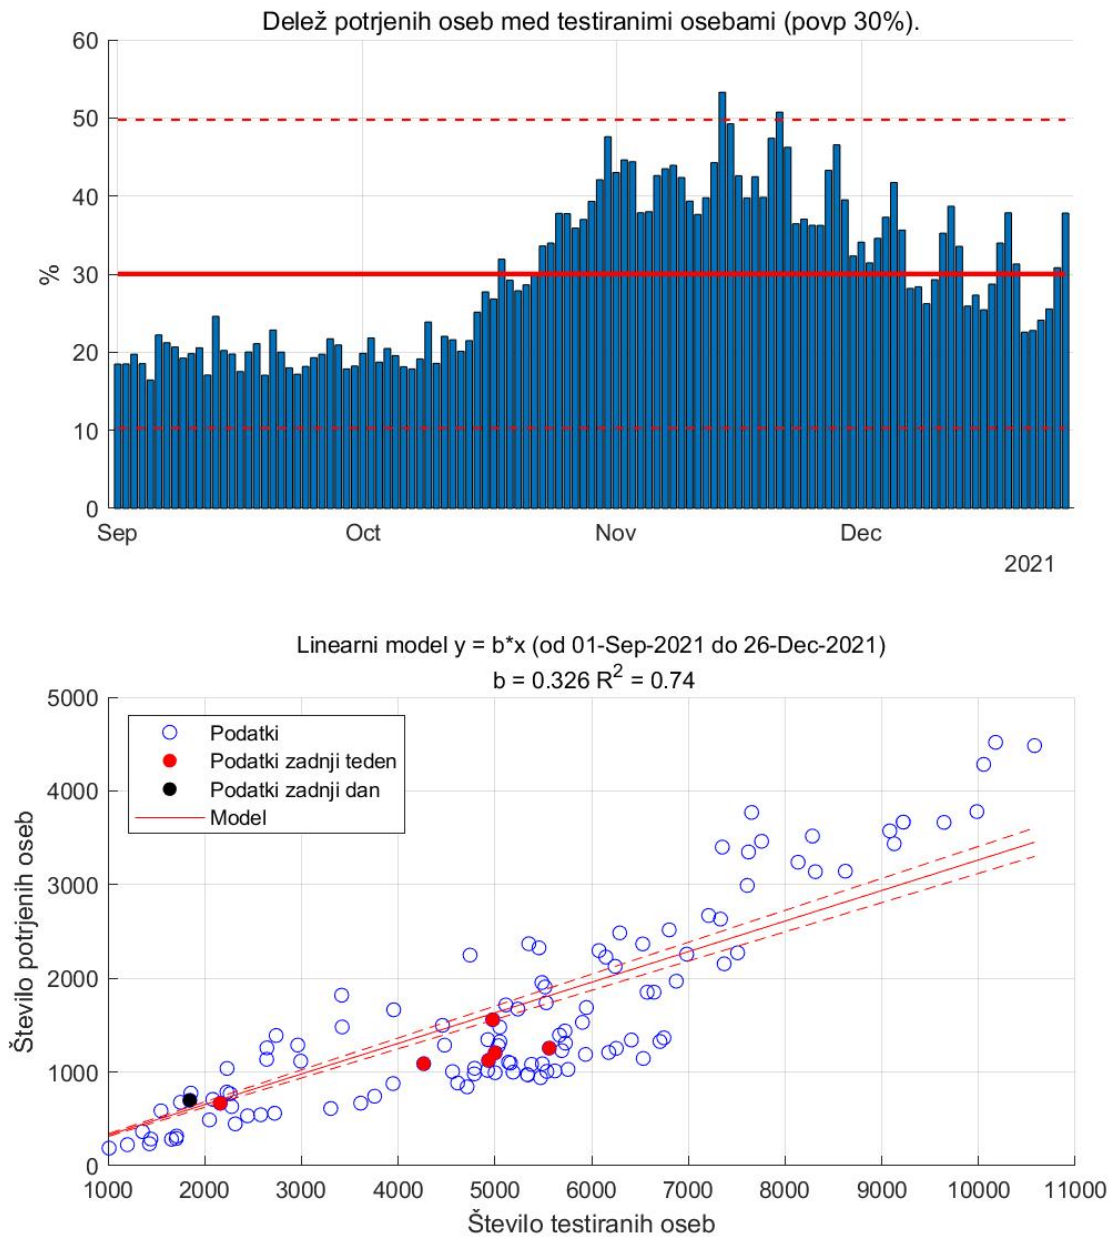 Delež potrjenih oseb med testiranimi osebami (povp 30%).
60
50
40
30
20
10
0
%
Sep Oct Nov Dec
2021
Linearni model y = b*x (od 01-Sep-2021 do 26-Dec-2021)
b = 0.326 R² = 0.74
5000
4000
3000
2000
1000
0
Število potrjenih oseb
Podatki
Podatki zadnji teden
Podatki zadnji dan
Model
1000 2000 3000 4000 5000 6000 7000 8000 9000 10000 11000
Število testiranih oseb